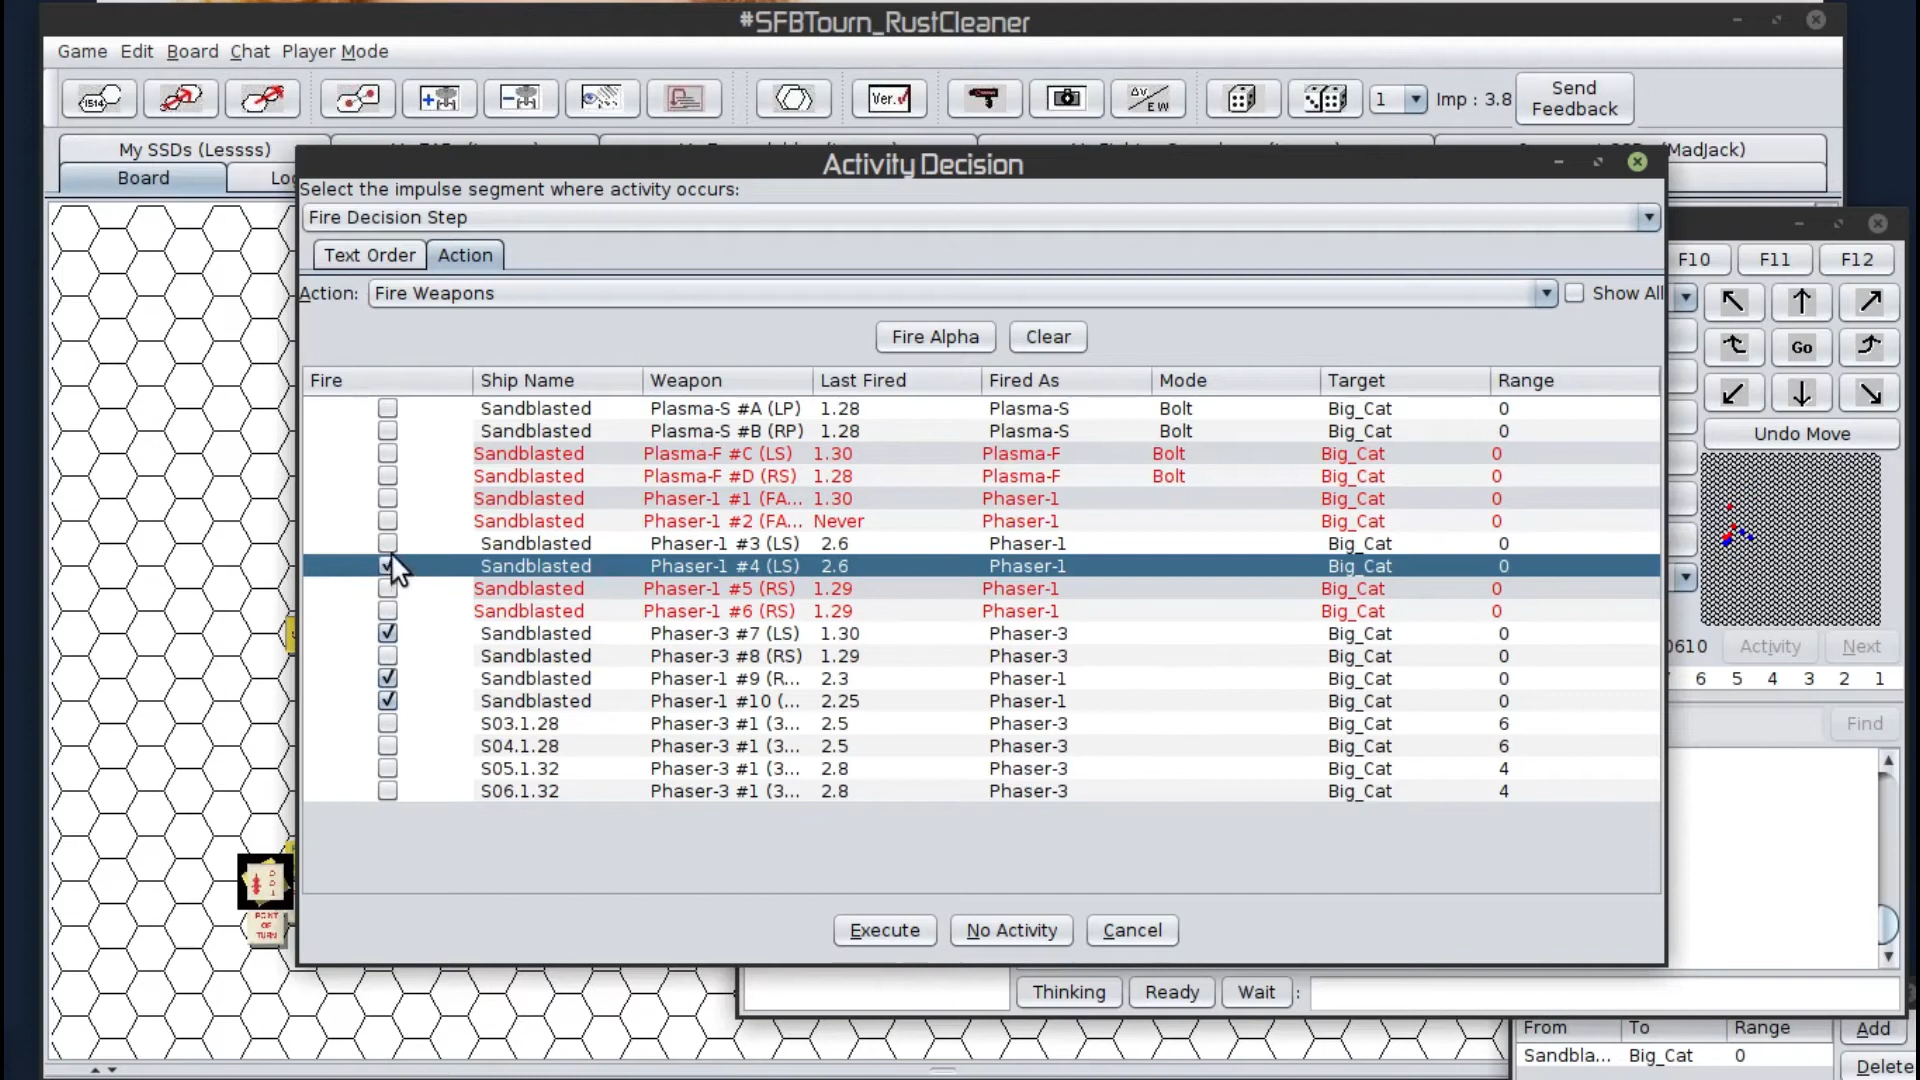 #SFBTourn_RustCleaner
Game Edit Board Chat Player Mode
1514
Ver.
ΔV EW
1
Imp : 3.8
Send Feedback
My SSDs (Lessss)
(MadJack)
Board
Activity Decision
Select the impulse segment where activity occurs:
Fire Decision Step
Text Order Action
Action: Fire Weapons Show All
Fire Alpha Clear
Fire Ship Name Weapon Last Fired Fired As Mode Target Range
Sandblasted Plasma-S #A (LP) 1.28 Plasma-S Bolt Big_Cat 0
Sandblasted Plasma-S #B (RP) 1.28 Plasma-S Bolt Big_Cat 0
Sandblasted Plasma-F #C (LS) 1.30 Plasma-F Bolt Big_Cat 0
Sandblasted Plasma-F #D (RS) 1.28 Plasma-F Bolt Big_Cat 0
Sandblasted Phaser-1 #1 (FA... 1.30 Phaser-1 Big_Cat 0
Sandblasted Phaser-1 #2 (FA... Never Phaser-1 Big_Cat 0
Sandblasted Phaser-1 #3 (LS) 2.6 Phaser-1 Big_Cat 0
Sandblasted Phaser-1 #4 (LS) 2.6 Phaser-1 Big_Cat 0
Sandblasted Phaser-1 #5 (RS) 1.29 Phaser-1 Big_Cat 0
Sandblasted Phaser-1 #6 (RS) 1.29 Phaser-1 Big_Cat 0
Sandblasted Phaser-3 #7 (LS) 1.30 Phaser-3 Big_Cat 0
Sandblasted Phaser-3 #8 (RS) 1.29 Phaser-3 Big_Cat 0
Sandblasted Phaser-1 #9 (R... 2.3 Phaser-1 Big_Cat 0
Sandblasted Phaser-1 #10 (... 2.25 Phaser-1 Big_Cat 0
S03.1.28 Phaser-3 #1 (3... 2.5 Phaser-3 Big_Cat 6
S04.1.28 Phaser-3 #1 (3... 2.5 Phaser-3 Big_Cat 6
S05.1.32 Phaser-3 #1 (3... 2.8 Phaser-3 Big_Cat 4
S06.1.32 Phaser-3 #1 (3... 2.8 Phaser-3 Big_Cat 4
Execute No Activity Cancel
F10 F11 F12
Go
Undo Move
0610 Activity Next
6 5 4 3 2 1
Find
POINT OF TURN
Thinking Ready Wait :
From To Range Add
Sandbla... Big_Cat 0
Delete